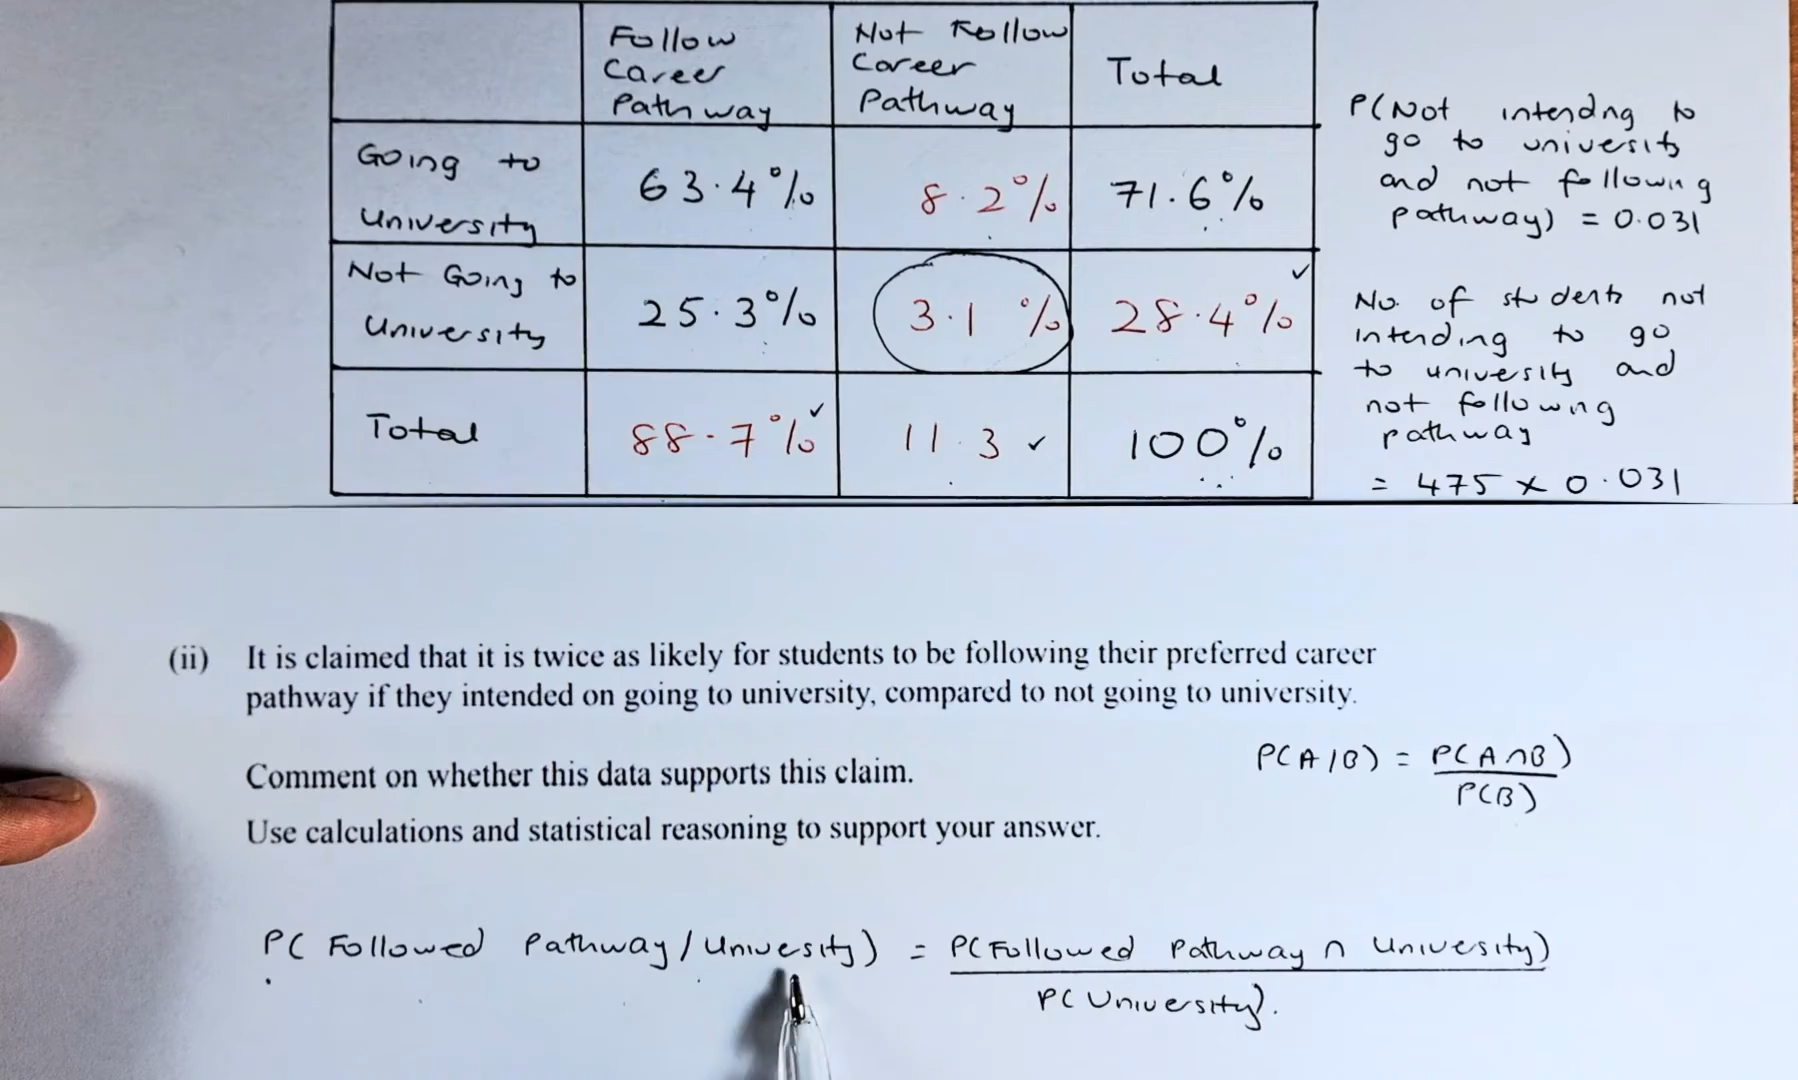 Follow Career Pathway
Not Follow Career Pathway
Total
Going to University
63.4%
8.2%
71.6%
Not Going to University
25.3%
3.1 %
28.4%
Total
88.7%
11.3
100%
P(Not intendng to
go to university
and not following
pathway) = 0.031
No. of students not
intending to go
to university and
not following
pathway
= 475 x 0.031
(ii) It is claimed that it is twice as likely for students to be following their preferred career
pathway if they intended on going to university, compared to not going to university.
Comment on whether this data supports this claim.
P(A/B) = P(A∩B)
P(B)
Use calculations and statistical reasoning to support your answer.
P( Followed Pathway/University) = P(Followed Pathway ∩ University)
P(University).